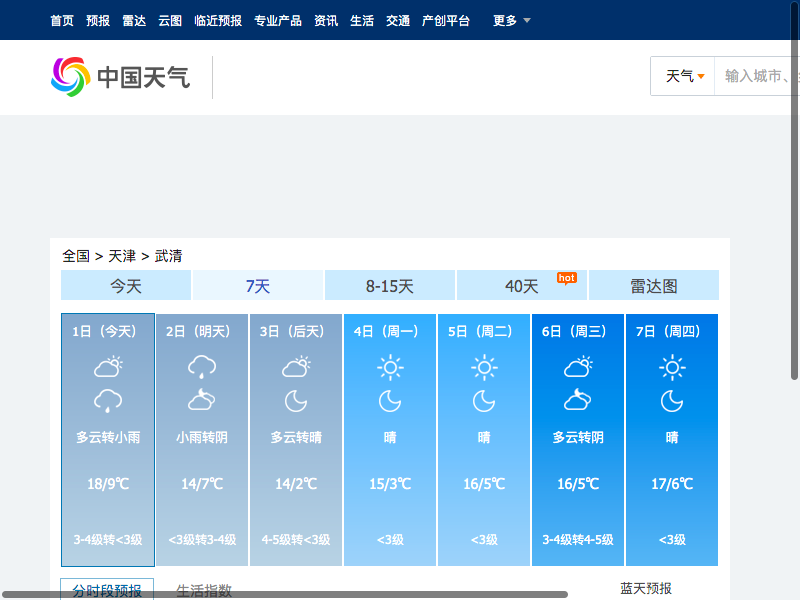 首页 预报 雷达 云图 临近预报 专业产品 资讯 生活 交通 产创平台 更多
中国天气
天气 输入城市、
全国 > 天津 > 武清
今天 7天 8-15天 40天 hot 雷达图
1日（今天） 2日（明天） 3日（后天） 4日（周一） 5日（周二） 6日（周三） 7日（周四）
多云转小雨 小雨转阴 多云转晴 晴 晴 多云转阴 晴
18/9℃ 14/7℃ 14/2℃ 15/3℃ 16/5℃ 16/5℃ 17/6℃
3-4级转<3级 <3级转3-4级 4-5级转<3级 <3级 <3级 3-4级转4-5级 <3级
分时段预报 生活指数 蓝天预报